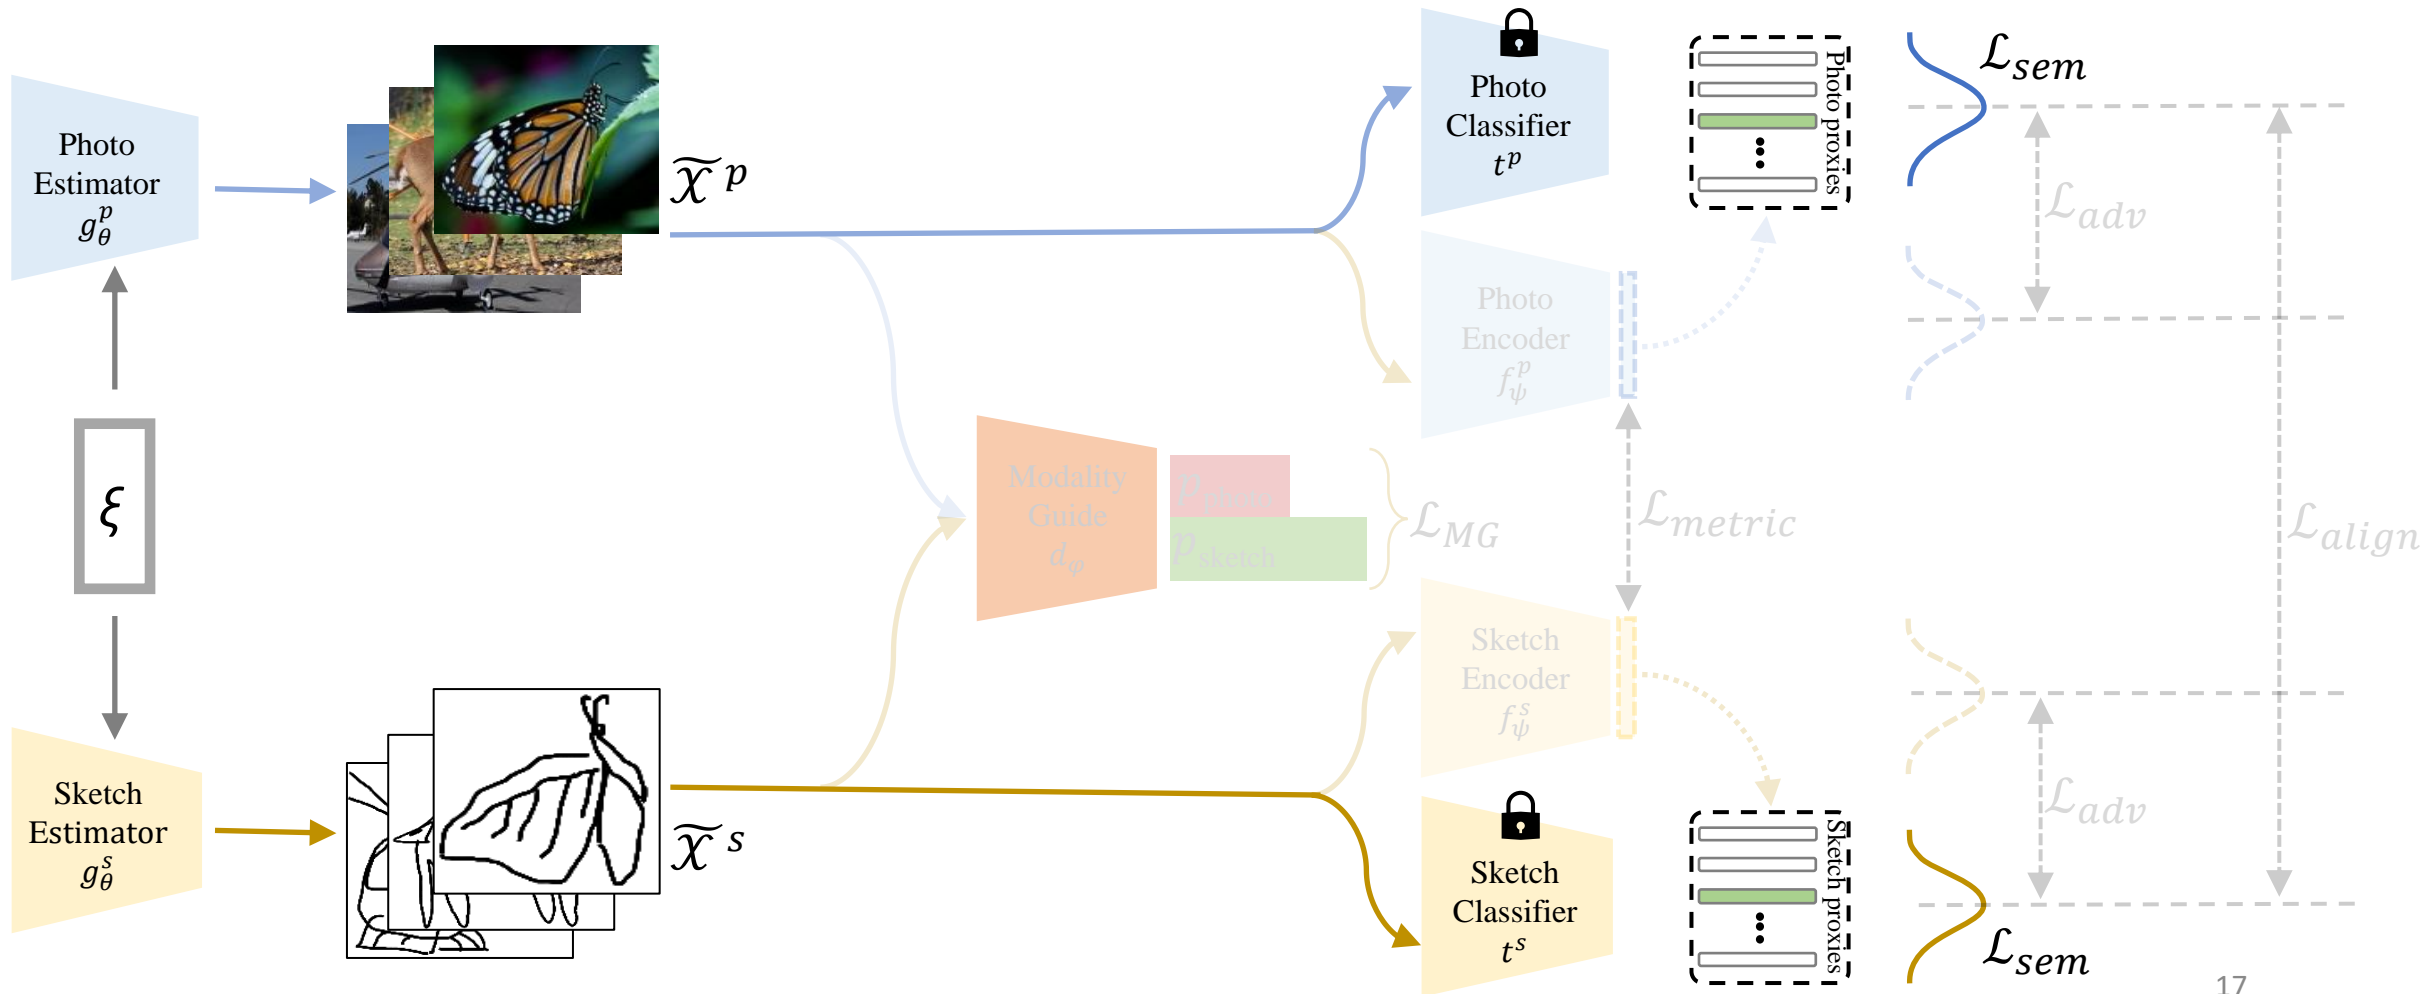 Photo
Estimator
g_θ^p
ξ
Sketch
Estimator
g_θ^s
𝒳̃^p
𝒳̃^s
Modality
Guide
d_φ
p_photo
p_sketch
ℒ_MG
Photo
Classifier
t^p
Photo
Encoder
f_ψ^p
Sketch
Encoder
f_ψ^s
Sketch
Classifier
t^s
Photo proxies
Sketch proxies
ℒ_metric
ℒ_sem
ℒ_adv
ℒ_align
ℒ_adv
ℒ_sem
17